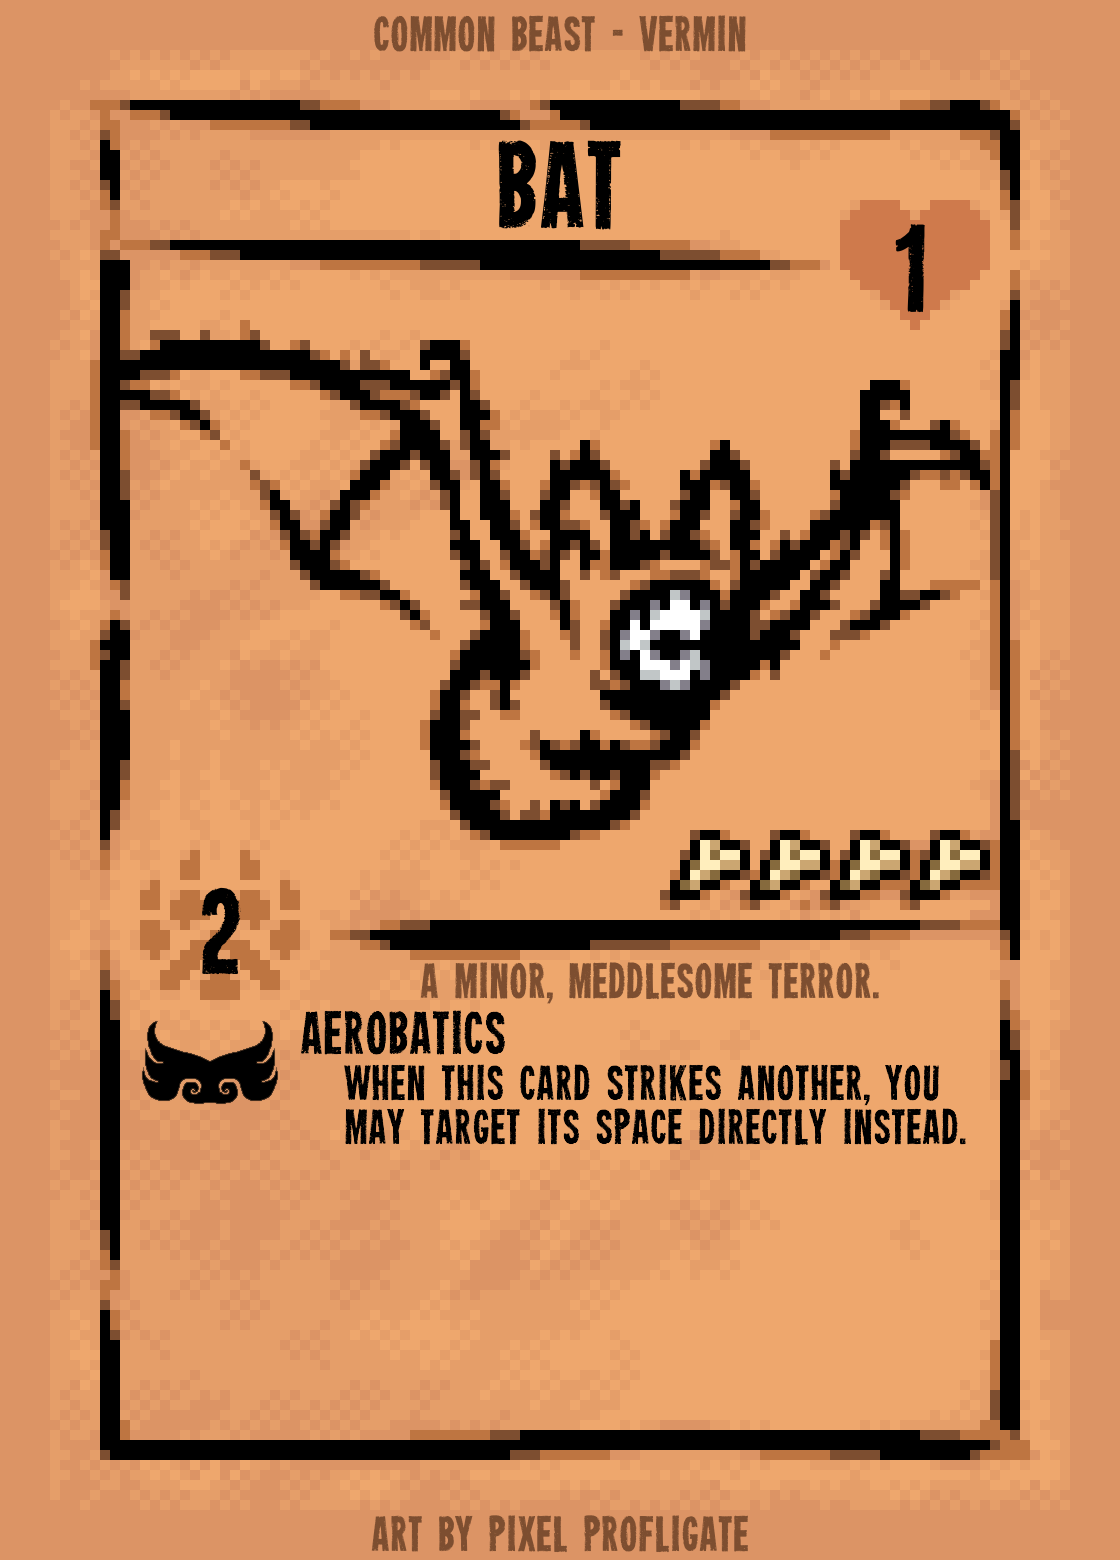 COMMON BEAST - VERMIN
BAT
1
2
A MINOR, MEDDLESOME TERROR.
AEROBATICS
WHEN THIS CARD STRIKES ANOTHER, YOU
MAY TARGET ITS SPACE DIRECTLY INSTEAD.
ART BY PIXEL PROFLIGATE